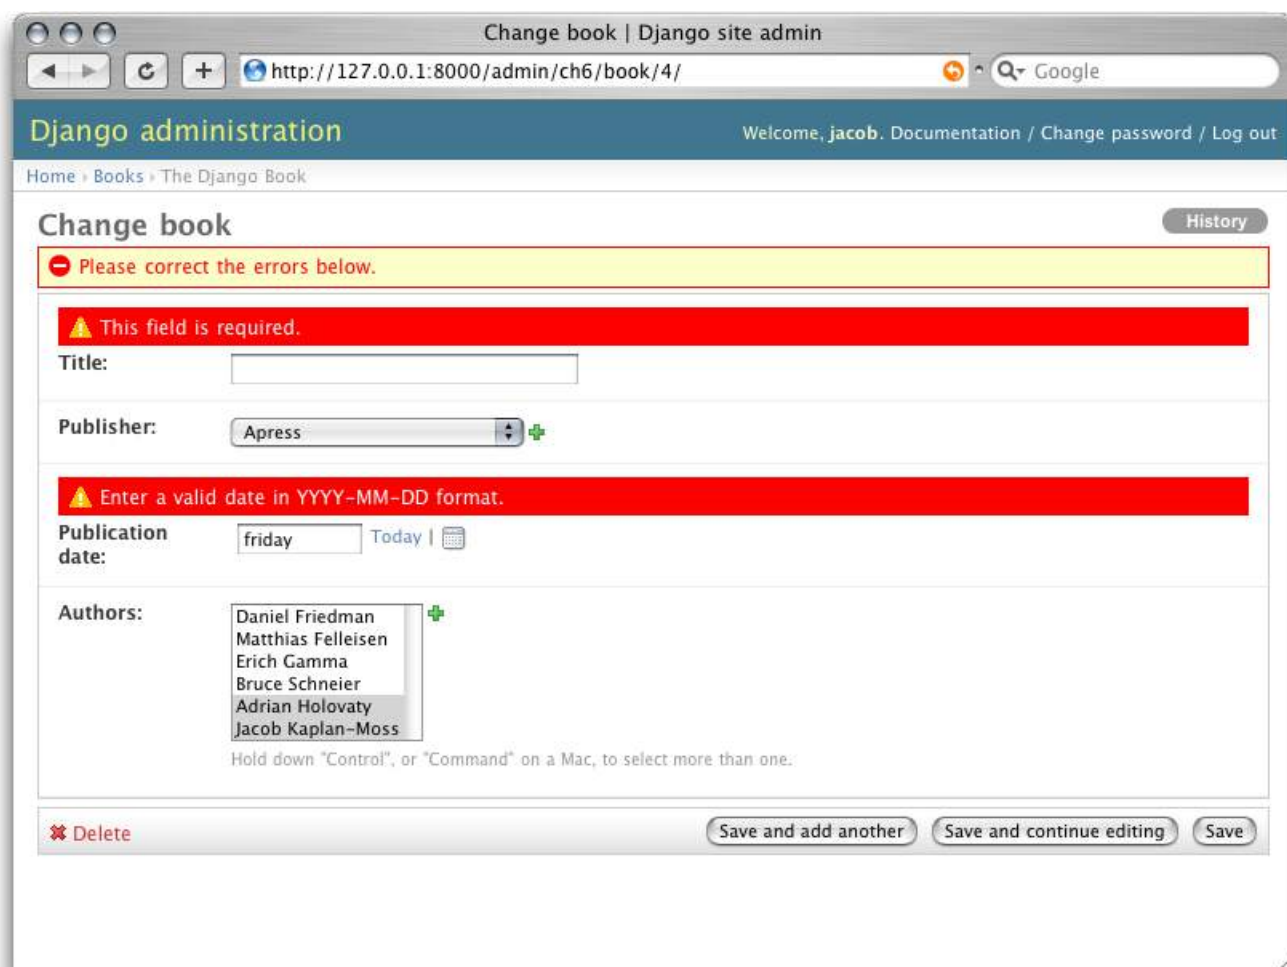 Change book | Django site admin
http://127.0.0.1:8000/admin/ch6/book/4/
Google
Django administration
Welcome, jacob. Documentation / Change password / Log out
Home › Books › The Django Book
Change book
History
Please correct the errors below.
This field is required.
Title:
Publisher:
Apress
Enter a valid date in YYYY-MM-DD format.
Publication
date:
friday
Today |
Authors:
Daniel Friedman
Matthias Felleisen
Erich Gamma
Bruce Schneier
Adrian Holovaty
Jacob Kaplan-Moss
Hold down "Control", or "Command" on a Mac, to select more than one.
Delete
Save and add another
Save and continue editing
Save